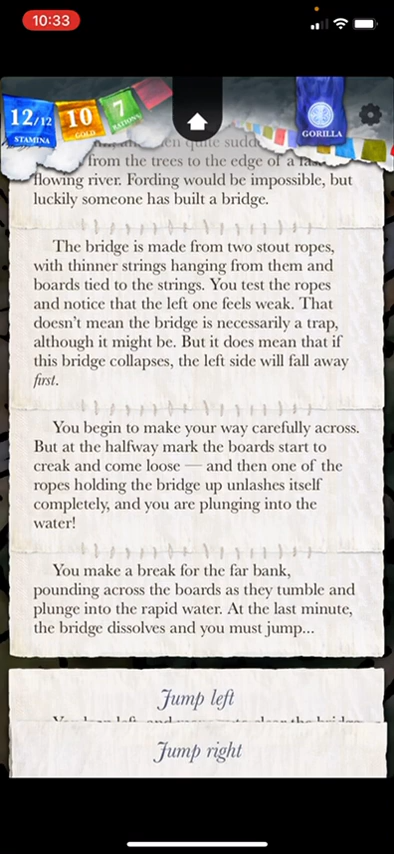 10:33
12/12
STAMINA
10
GOLD
7
RATIONS
GORILLA
quite
from the trees to the edge of a
flowing river. Fording would be impossible, but
luckily someone has built a bridge.
The bridge is made from two stout ropes,
with thinner strings hanging from them and
boards tied to the strings. You test the ropes
and notice that the left one feels weak. That
doesn’t mean the bridge is necessarily a trap,
although it might be. But it does mean that if
this bridge collapses, the left side will fall away
first.
You begin to make your way carefully across.
But at the halfway mark the boards start to
creak and come loose — and then one of the
ropes holding the bridge up unlashes itself
completely, and you are plunging into the
water!
You make a break for the far bank,
pounding across the boards as they tumble and
plunge into the rapid water. At the last minute,
the bridge dissolves and you must jump...
Jump left
Jump right